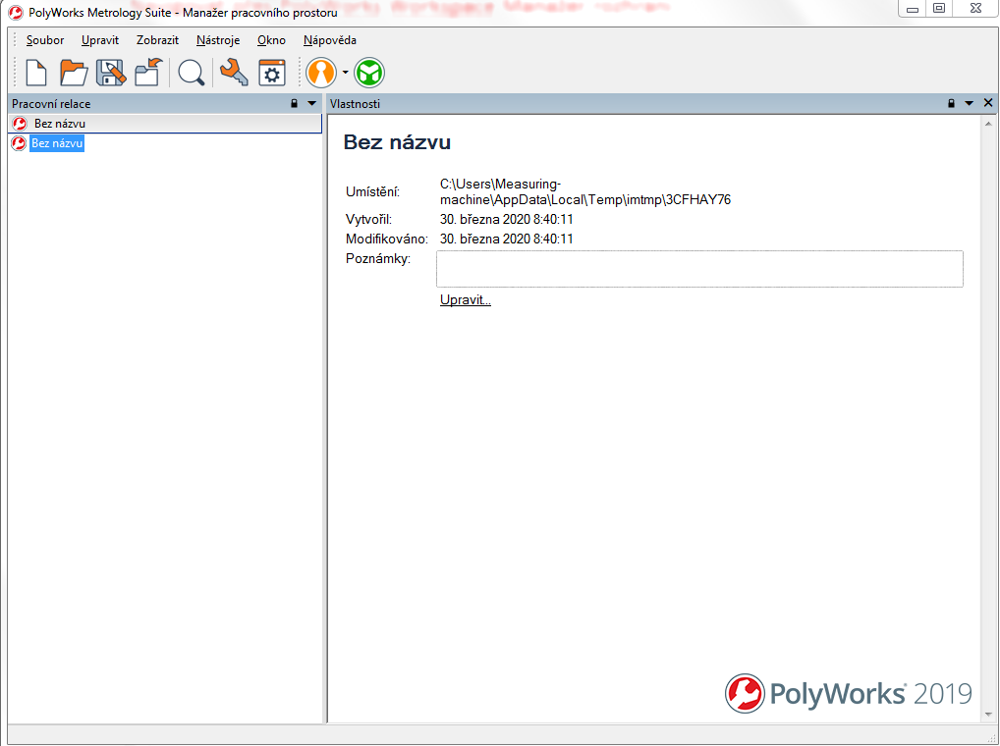 PolyWorks Metrology Suite - Manažer pracovního prostoru
Soubor Upravit Zobrazit Nástroje Okno Nápověda
Pracovní relace
Bez názvu
Bez názvu
Vlastnosti
Bez názvu
Umístění: C:\Users\Measuring-
machine\AppData\Local\Temp\imtmp\3CFHAY76
Vytvořil: 30. března 2020 8:40:11
Modifikováno: 30. března 2020 8:40:11
Poznámky:
Upravit...
PolyWorks 2019